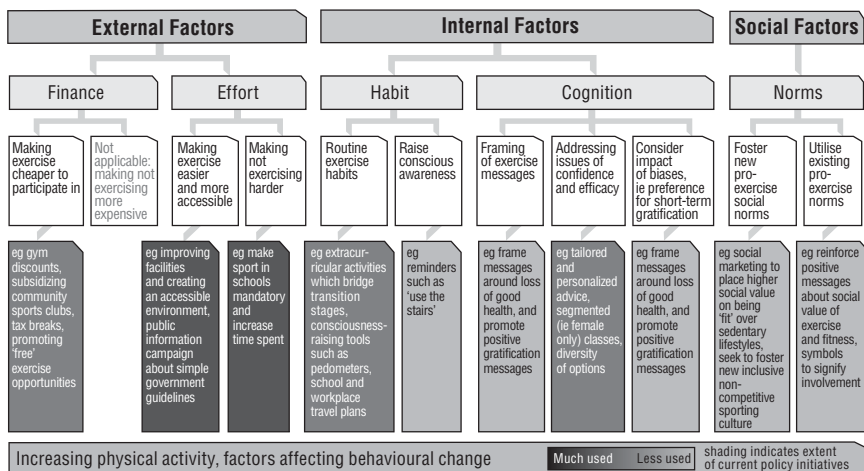 External Factors
Internal Factors
Social Factors
Finance
Effort
Habit
Cognition
Norms
Making
exercise
cheaper to
participate in
Not
applicable:
making not
exercising
more
expensive
Making
exercise
easier
and more
accessible
Making
not
exercising
harder
Routine
exercise
habits
Raise
conscious
awareness
Framing
of exercise
messages
Addressing
issues of
confidence
and efficacy
Consider
impact
of biases,
ie preference
for short-term
gratification
Foster
new
pro-
exercise
social
norms
Utilise
existing
pro-
exercise
norms
eg gym
discounts,
subsidizing
community
sports clubs,
tax breaks,
promoting
'free'
exercise
opportunities
eg improving
facilities
and creating
an accessible
environment,
public
information
campaign
about simple
government
guidelines
eg make
sport in
schools
mandatory
and
increase
time spent
eg extracur-
ricular activities
which bridge
transition
stages,
consciousness-
raising tools
such as
pedometers,
school and
workplace
travel plans
eg
reminders
such as
'use the
stairs'
eg frame
messages
around loss
of good
health, and
promote
positive
gratification
messages
eg tailored
and
personalized
advice,
segmented
(ie female
only) classes,
diversity
of options
eg frame
messages
around loss
of good
health, and
promote
positive
gratification
messages
eg social
marketing to
place higher
social value
on being
'fit' over
sedentary
lifestyles,
seek to foster
new inclusive
non-
competitive
sporting
culture
eg reinforce
positive
messages
about social
value of
exercise
and fitness,
symbols
to signify
involvement
Increasing physical activity, factors affecting behavioural change
Much used
Less used
shading indicates extent
of current policy initiatives